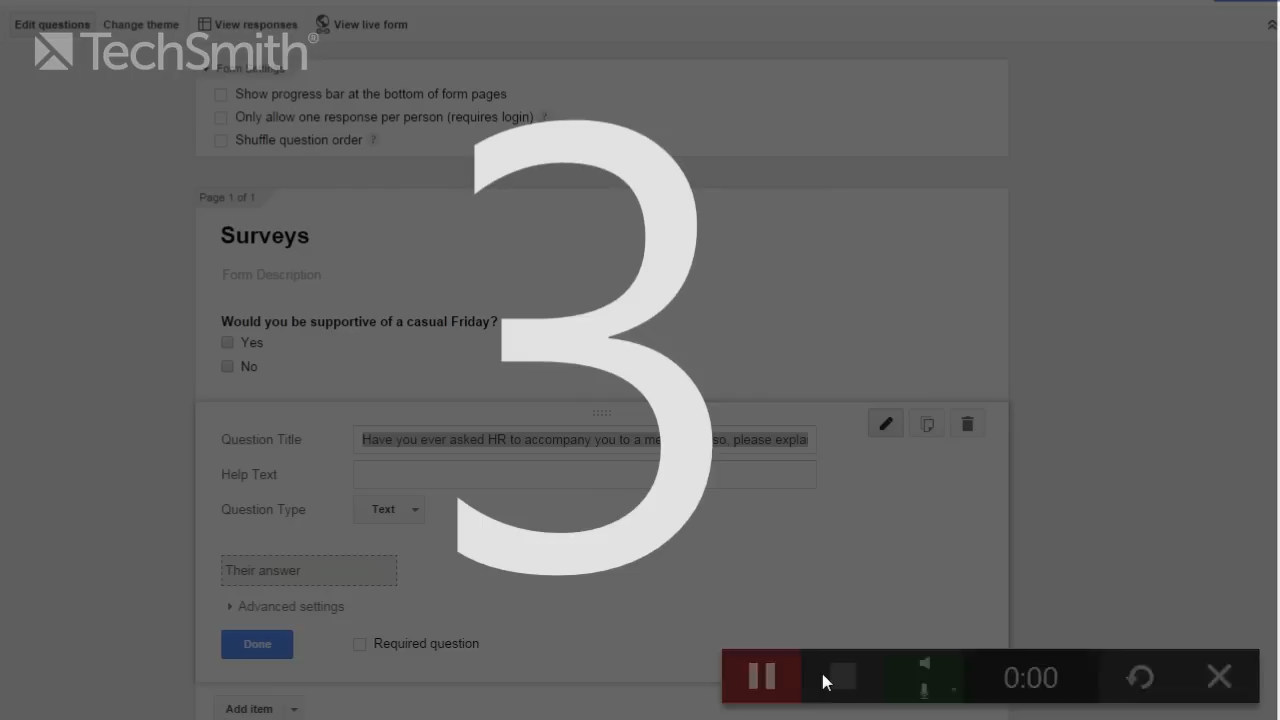 Edit questions Change theme View responses View live form
TechSmith®
Form Settings
Show progress bar at the bottom of form pages
Only allow one response per person (requires login) ?
Shuffle question order ?
3
Page 1 of 1
Surveys
Form Description
Would you be supportive of a casual Friday?
Yes
No
Question Title Have you ever asked HR to accompany you to a so, please explai
Help Text
Question Type Text
Their answer
Advanced settings
Done Required question
0:00
Add item